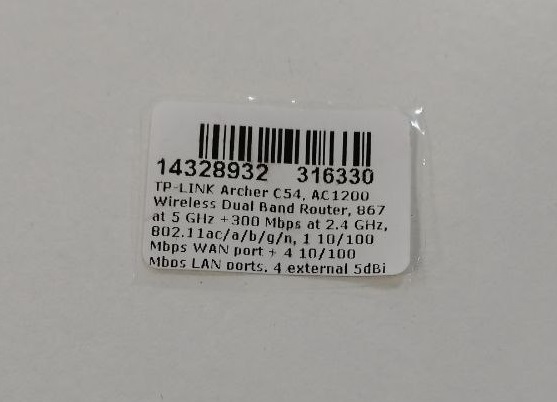 14328932 316330
TP-LINK Archer C54, AC1200
Wireless Dual Band Router, 867
at 5 GHz +300 Mbps at 2.4 GHz,
802.11ac/a/b/g/n, 1 10/100
Mbps WAN port + 4 10/100
Mbps LAN ports, 4 external 5dBi